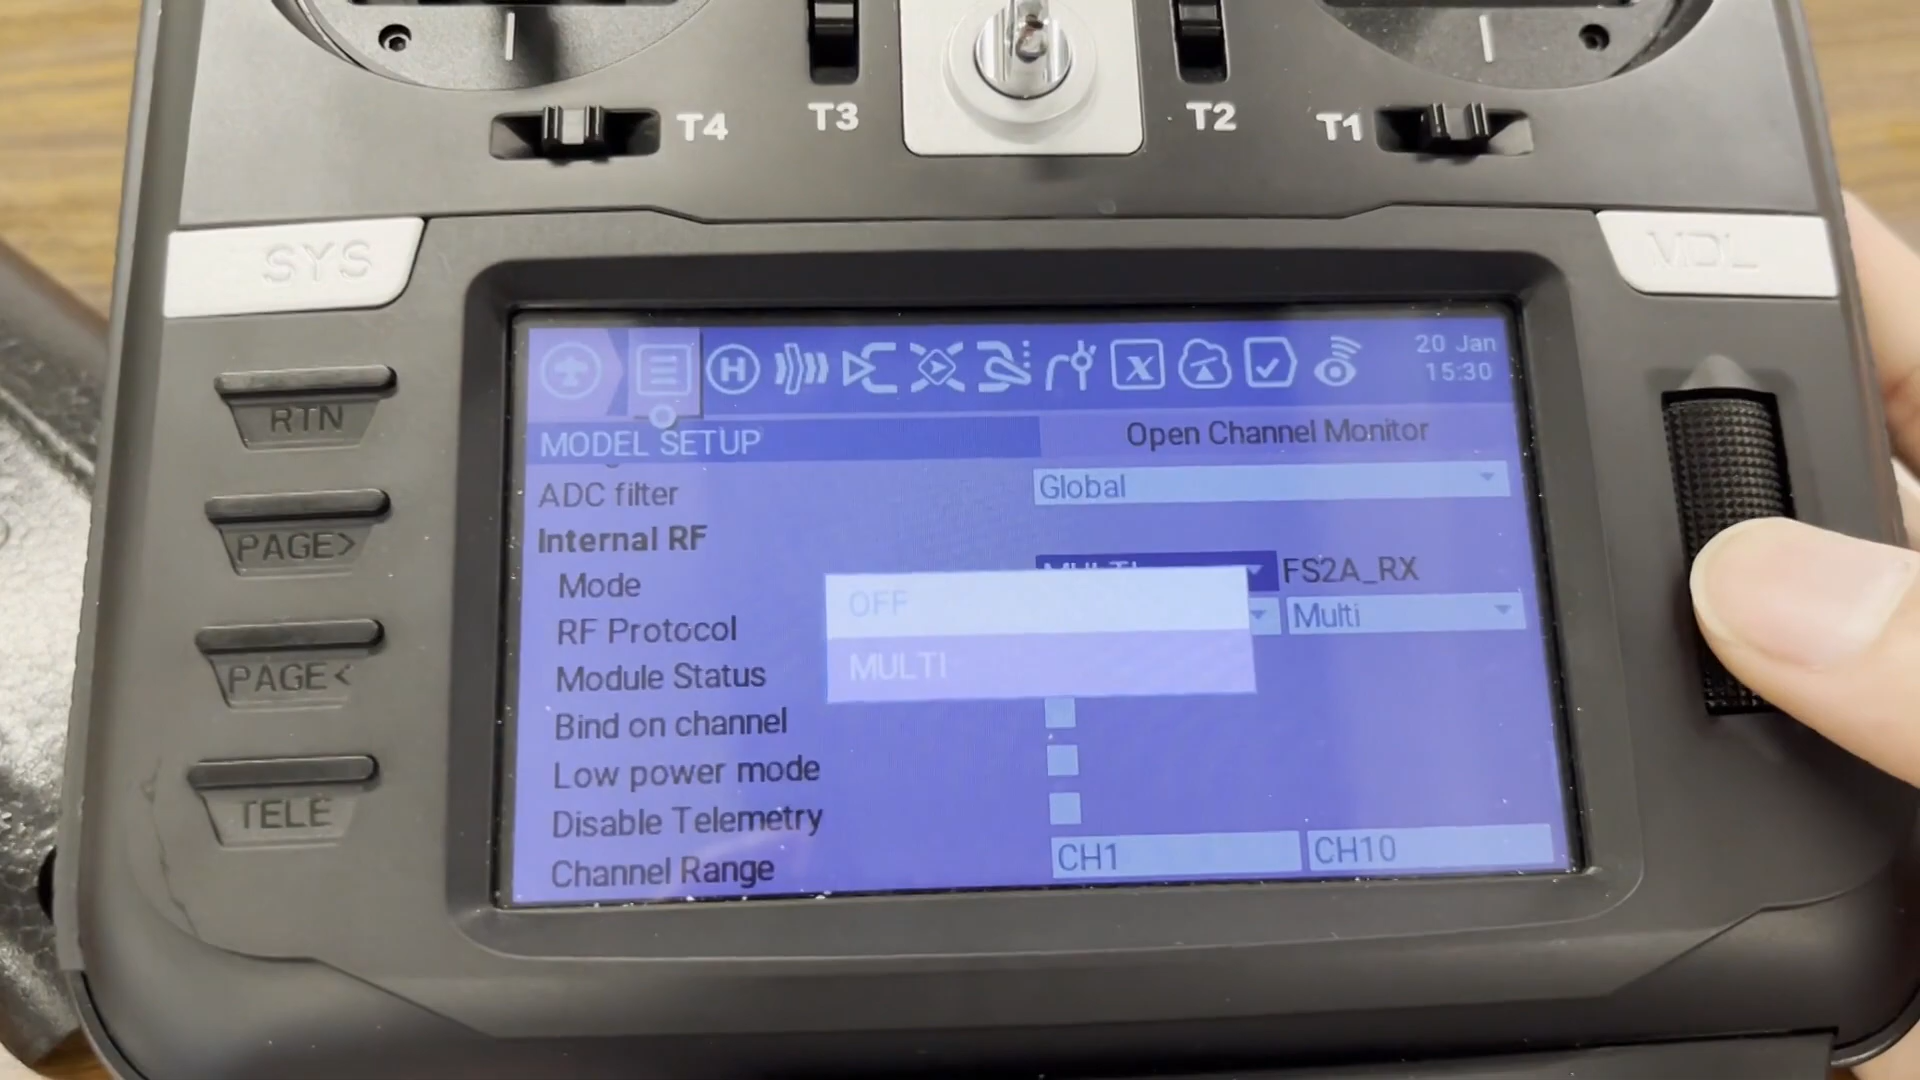 T4
T3
T2
T1
SYS
MDL
RTN
PAGE>
PAGE<
TELE
H
x
20 Jan
15:30
MODEL SETUP
Open Channel Monitor
ADC filter
Global
Internal RF
Mode
MULTI
FS2A_RX
OFF
RF Protocol
Multi
MULTI
Module Status
Bind on channel
Low power mode
Disable Telemetry
Channel Range
CH1
CH10